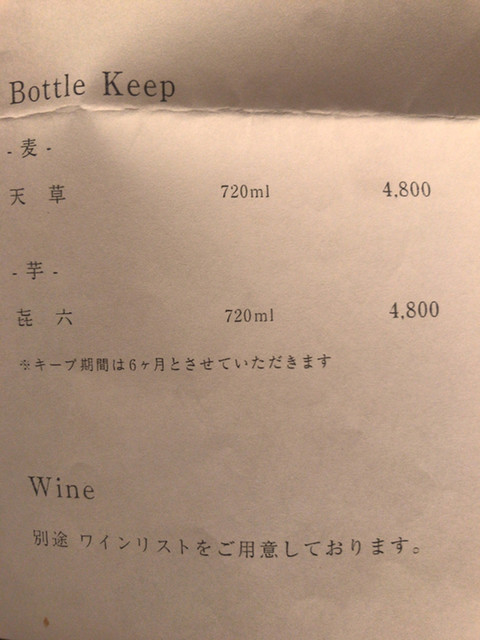 Bottle Keep
- 麦 -
天 草 720ml 4,800
- 芋 -
㐂 六 720ml 4,800
※キープ期間は6ヶ月とさせていただきます
Wine
別途 ワインリストをご用意しております。